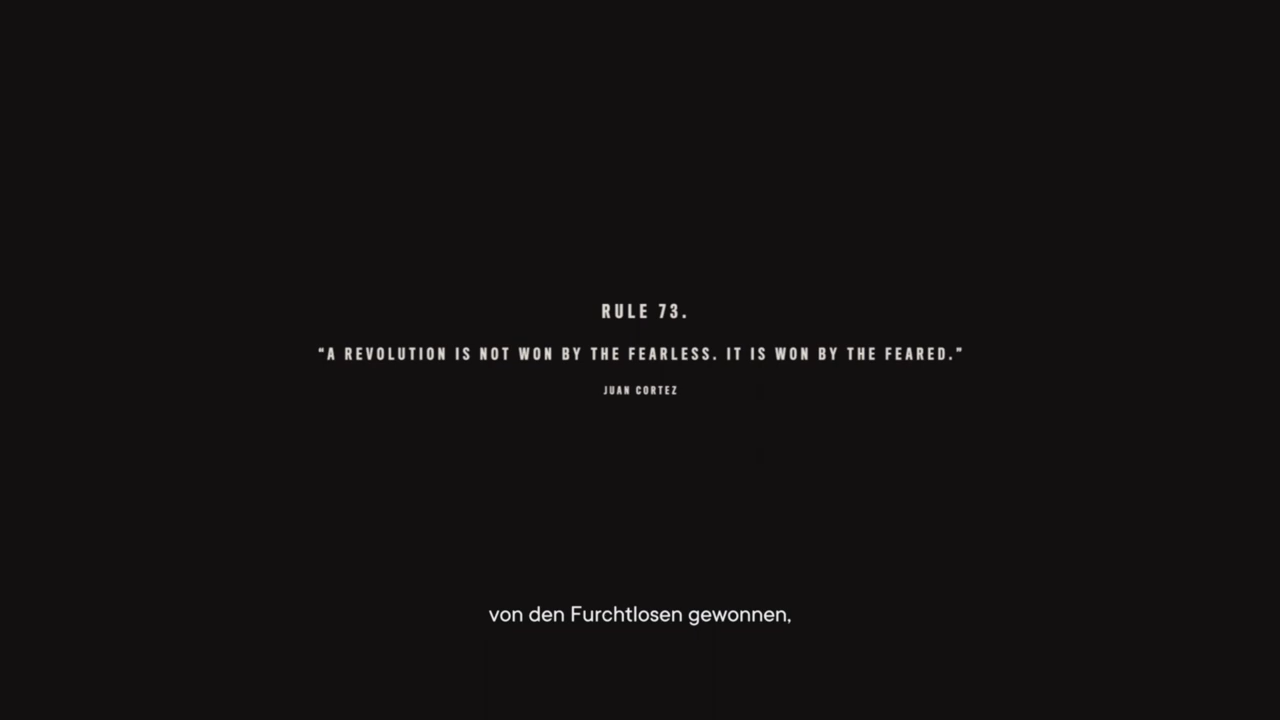 RULE 73.
“A REVOLUTION IS NOT WON BY THE FEARLESS. IT IS WON BY THE FEARED.”
JUAN CORTEZ
von den Furchtlosen gewonnen,